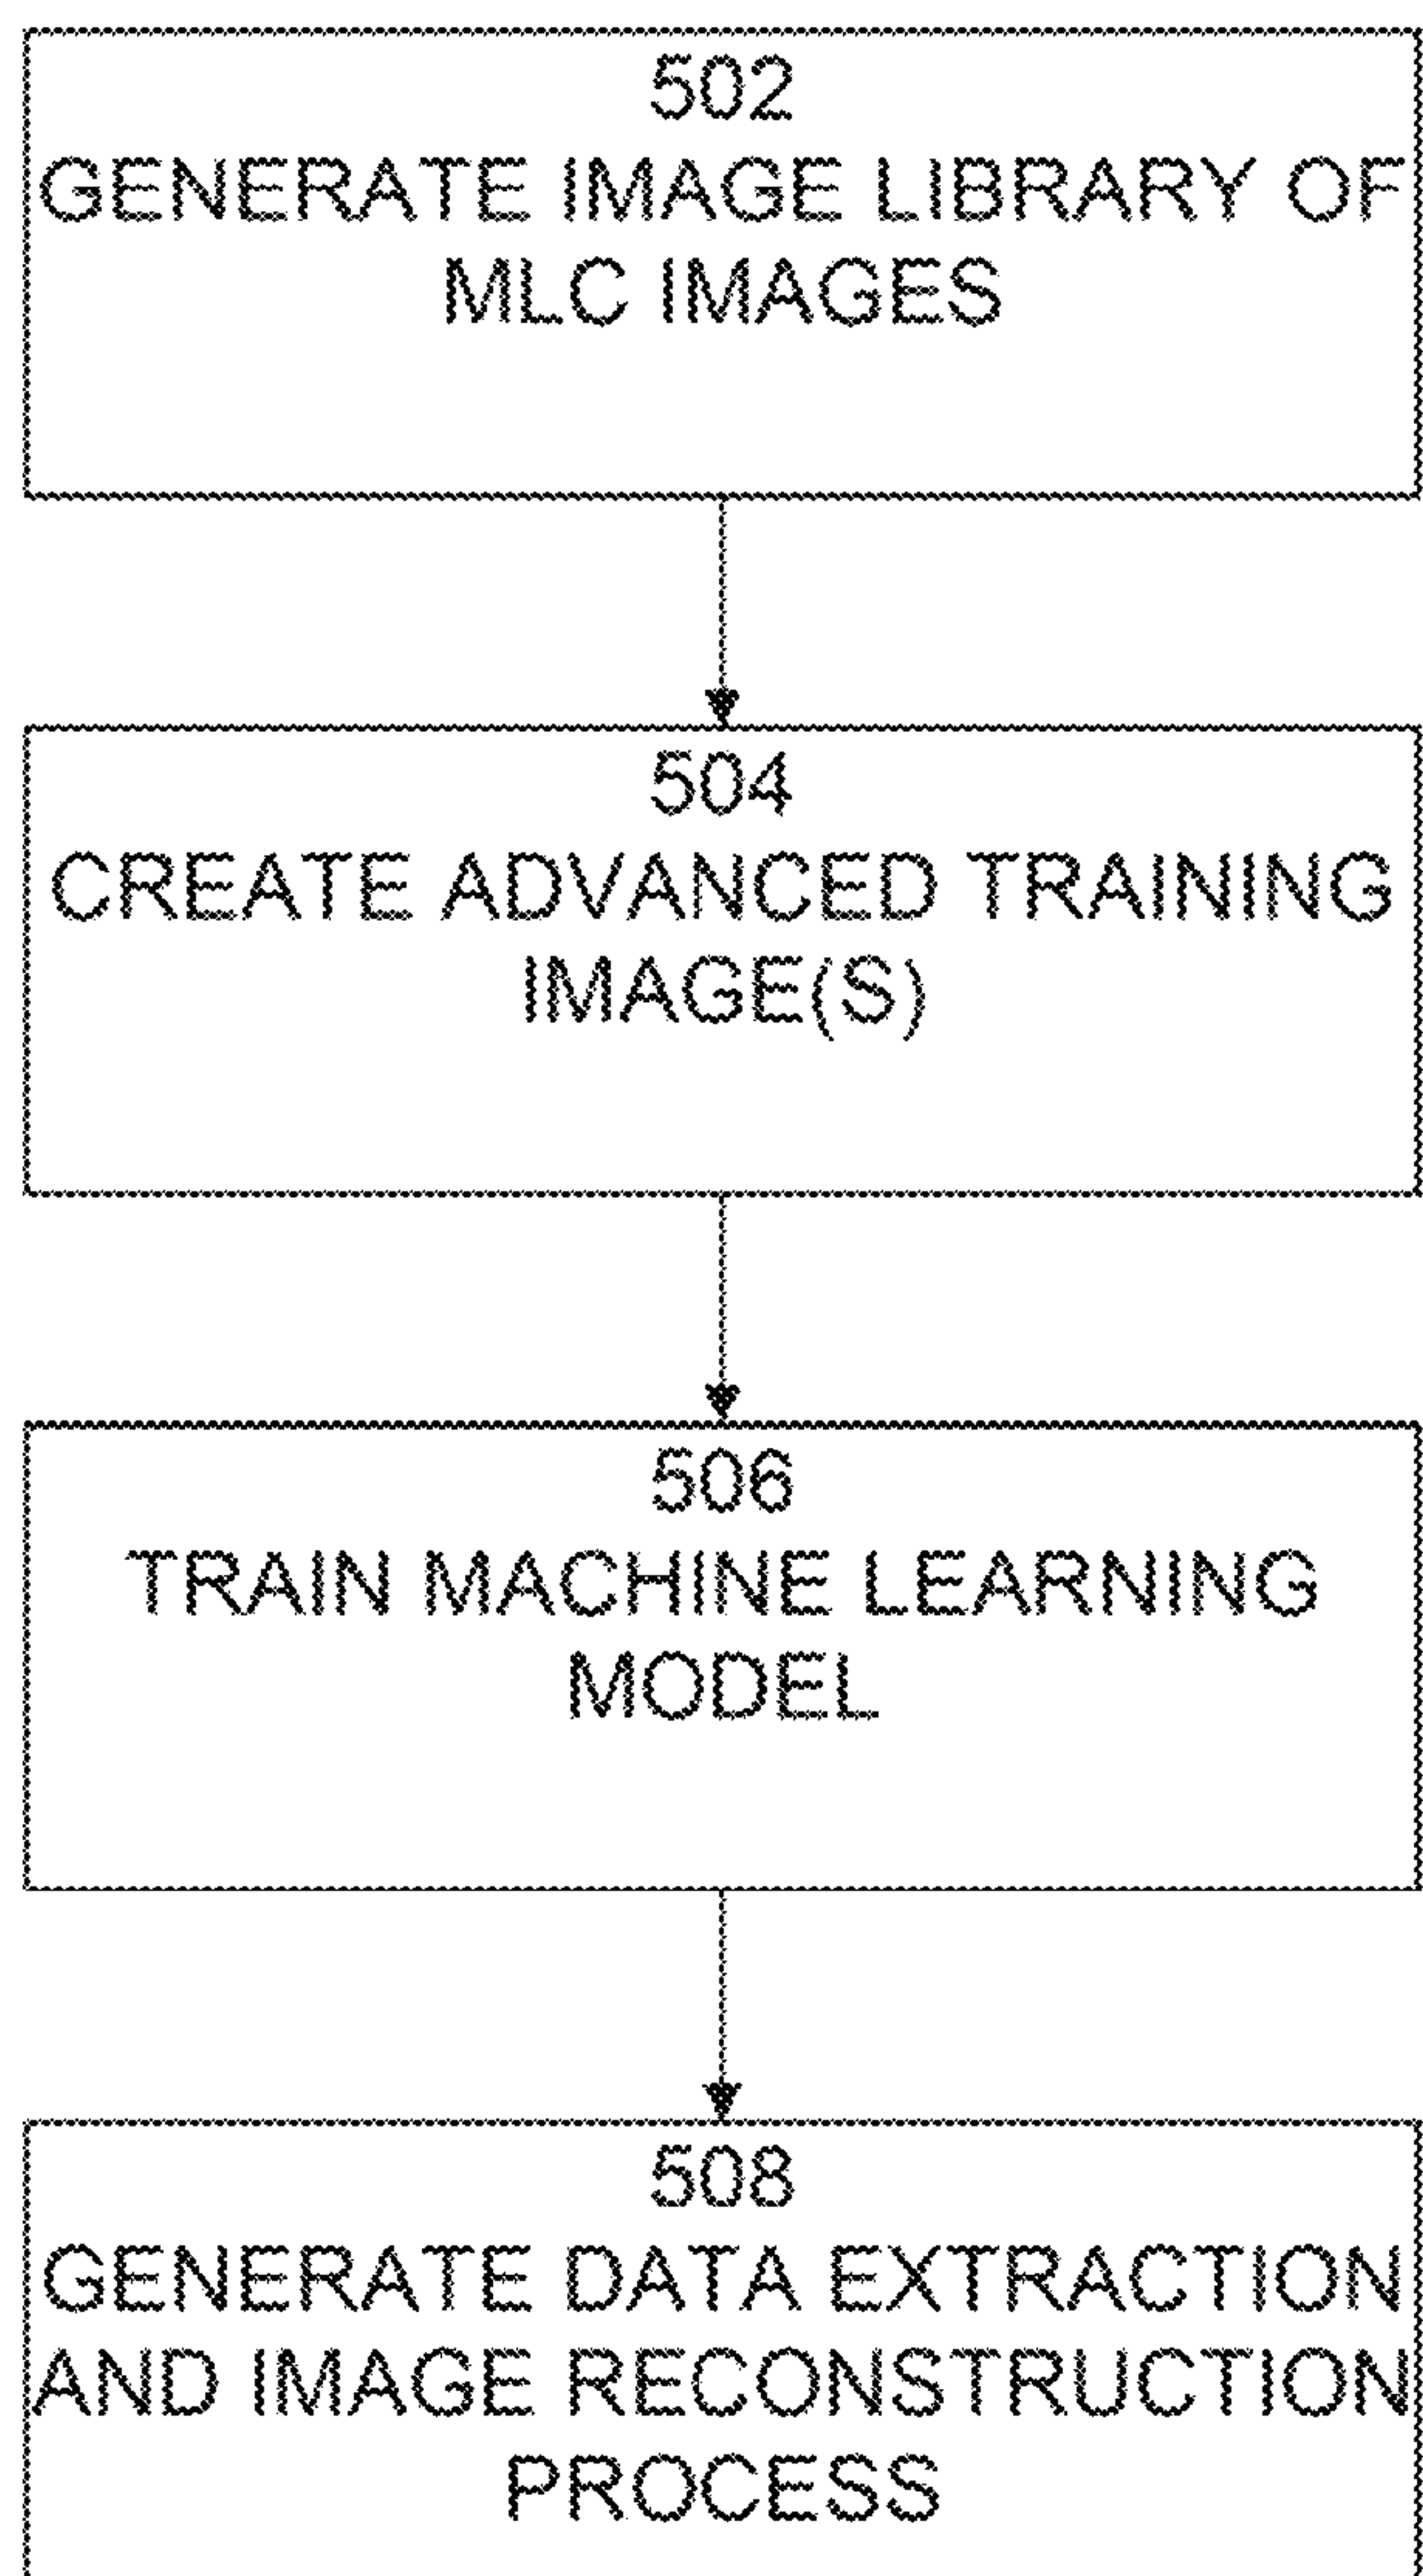 502
GENERATE IMAGE LIBRARY OF
MLC IMAGES
504
CREATE ADVANCED TRAINING
IMAGE(S)
506
TRAIN MACHINE LEARNING
MODEL
508
GENERATE DATA EXTRACTION
AND IMAGE RECONSTRUCTION
PROCESS